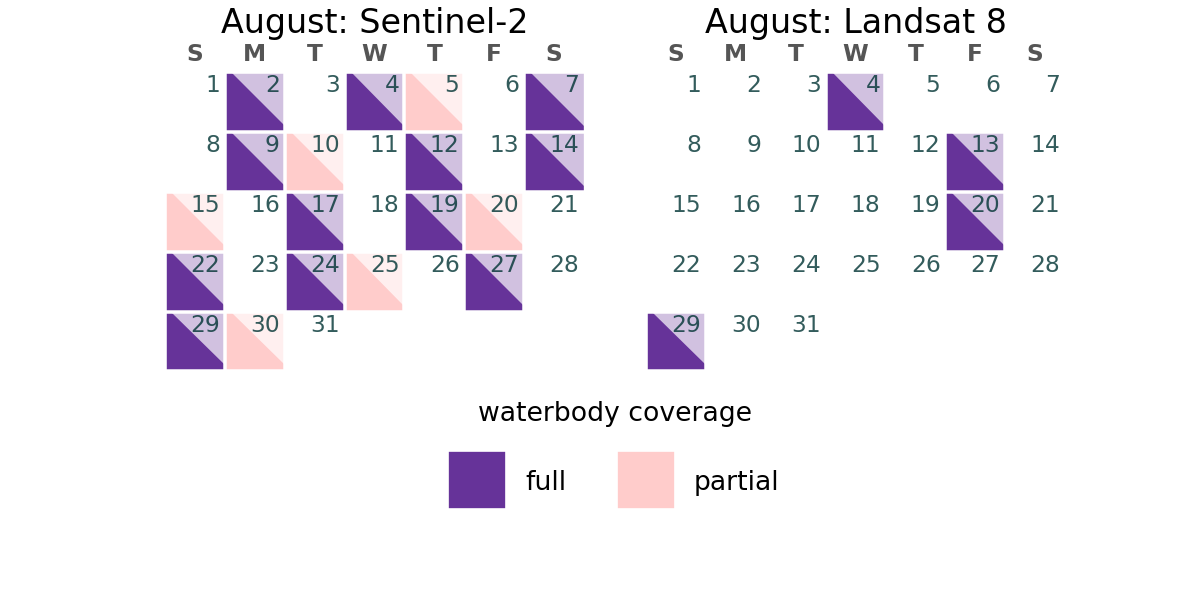 August: Sentinel-2
S M T W T F S
1 2 3 4 5 6 7
8 9 10 11 12 13 14
15 16 17 18 19 20 21
22 23 24 25 26 27 28
29 30 31
August: Landsat 8
S M T W T F S
1 2 3 4 5 6 7
8 9 10 11 12 13 14
15 16 17 18 19 20 21
22 23 24 25 26 27 28
29 30 31
waterbody coverage
full partial